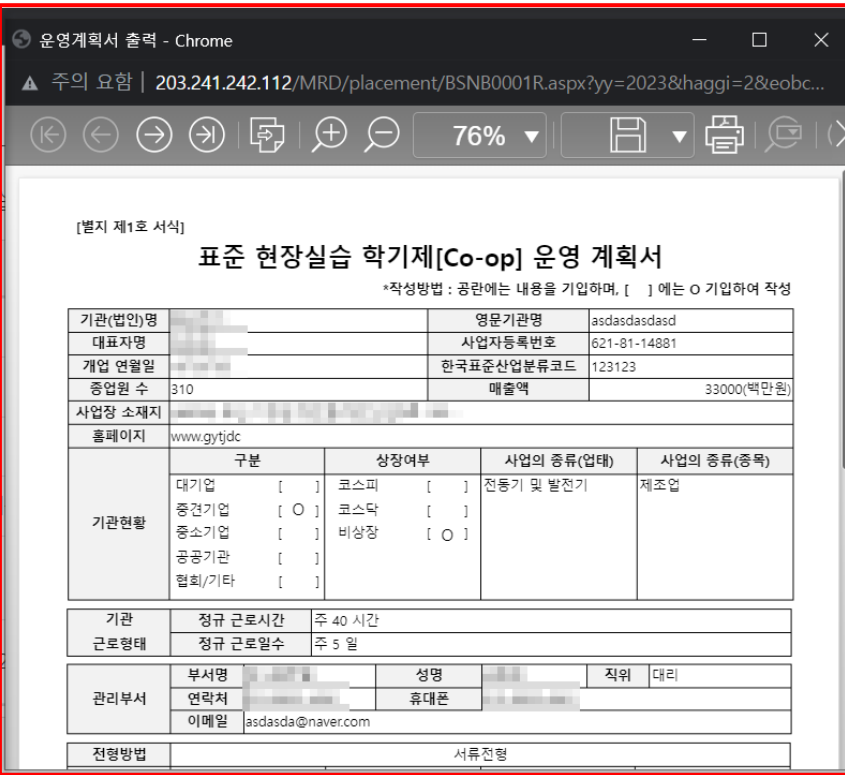 운영계획서 출력 - Chrome
주의 요함 | 203.241.242.112/MRD/placement/BSNB0001R.aspx?yy=2023&haggi=2&eobc...
76%
[별지 제1호 서식]
표준 현장실습 학기제[Co-op] 운영 계획서
*작성방법 : 공란에는 내용을 기입하며, [ ] 에는 O 기입하여 작성
기관(법인)명 영문기관명 asdasdasdasd
대표자명 사업자등록번호 621-81-14881
개업 연월일 한국표준산업분류코드 123123
종업원 수 310 매출액 33000(백만원)
사업장 소재지
홈페이지 www.gytjdc
구분 상장여부 사업의 종류(업태) 사업의 종류(종목)
기관현황
대기업 [ ] 코스피 [ ] 전동기 및 발전기 제조업
중견기업 [ O ] 코스닥 [ ]
중소기업 [ ] 비상장 [ O ]
공공기관 [ ]
협회/기타 [ ]
기관 정규 근로시간 주 40 시간
근로형태 정규 근로일수 주 5 일
관리부서
부서명 성명 직위 대리
연락처 휴대폰
이메일 asdasda@naver.com
전형방법 서류전형